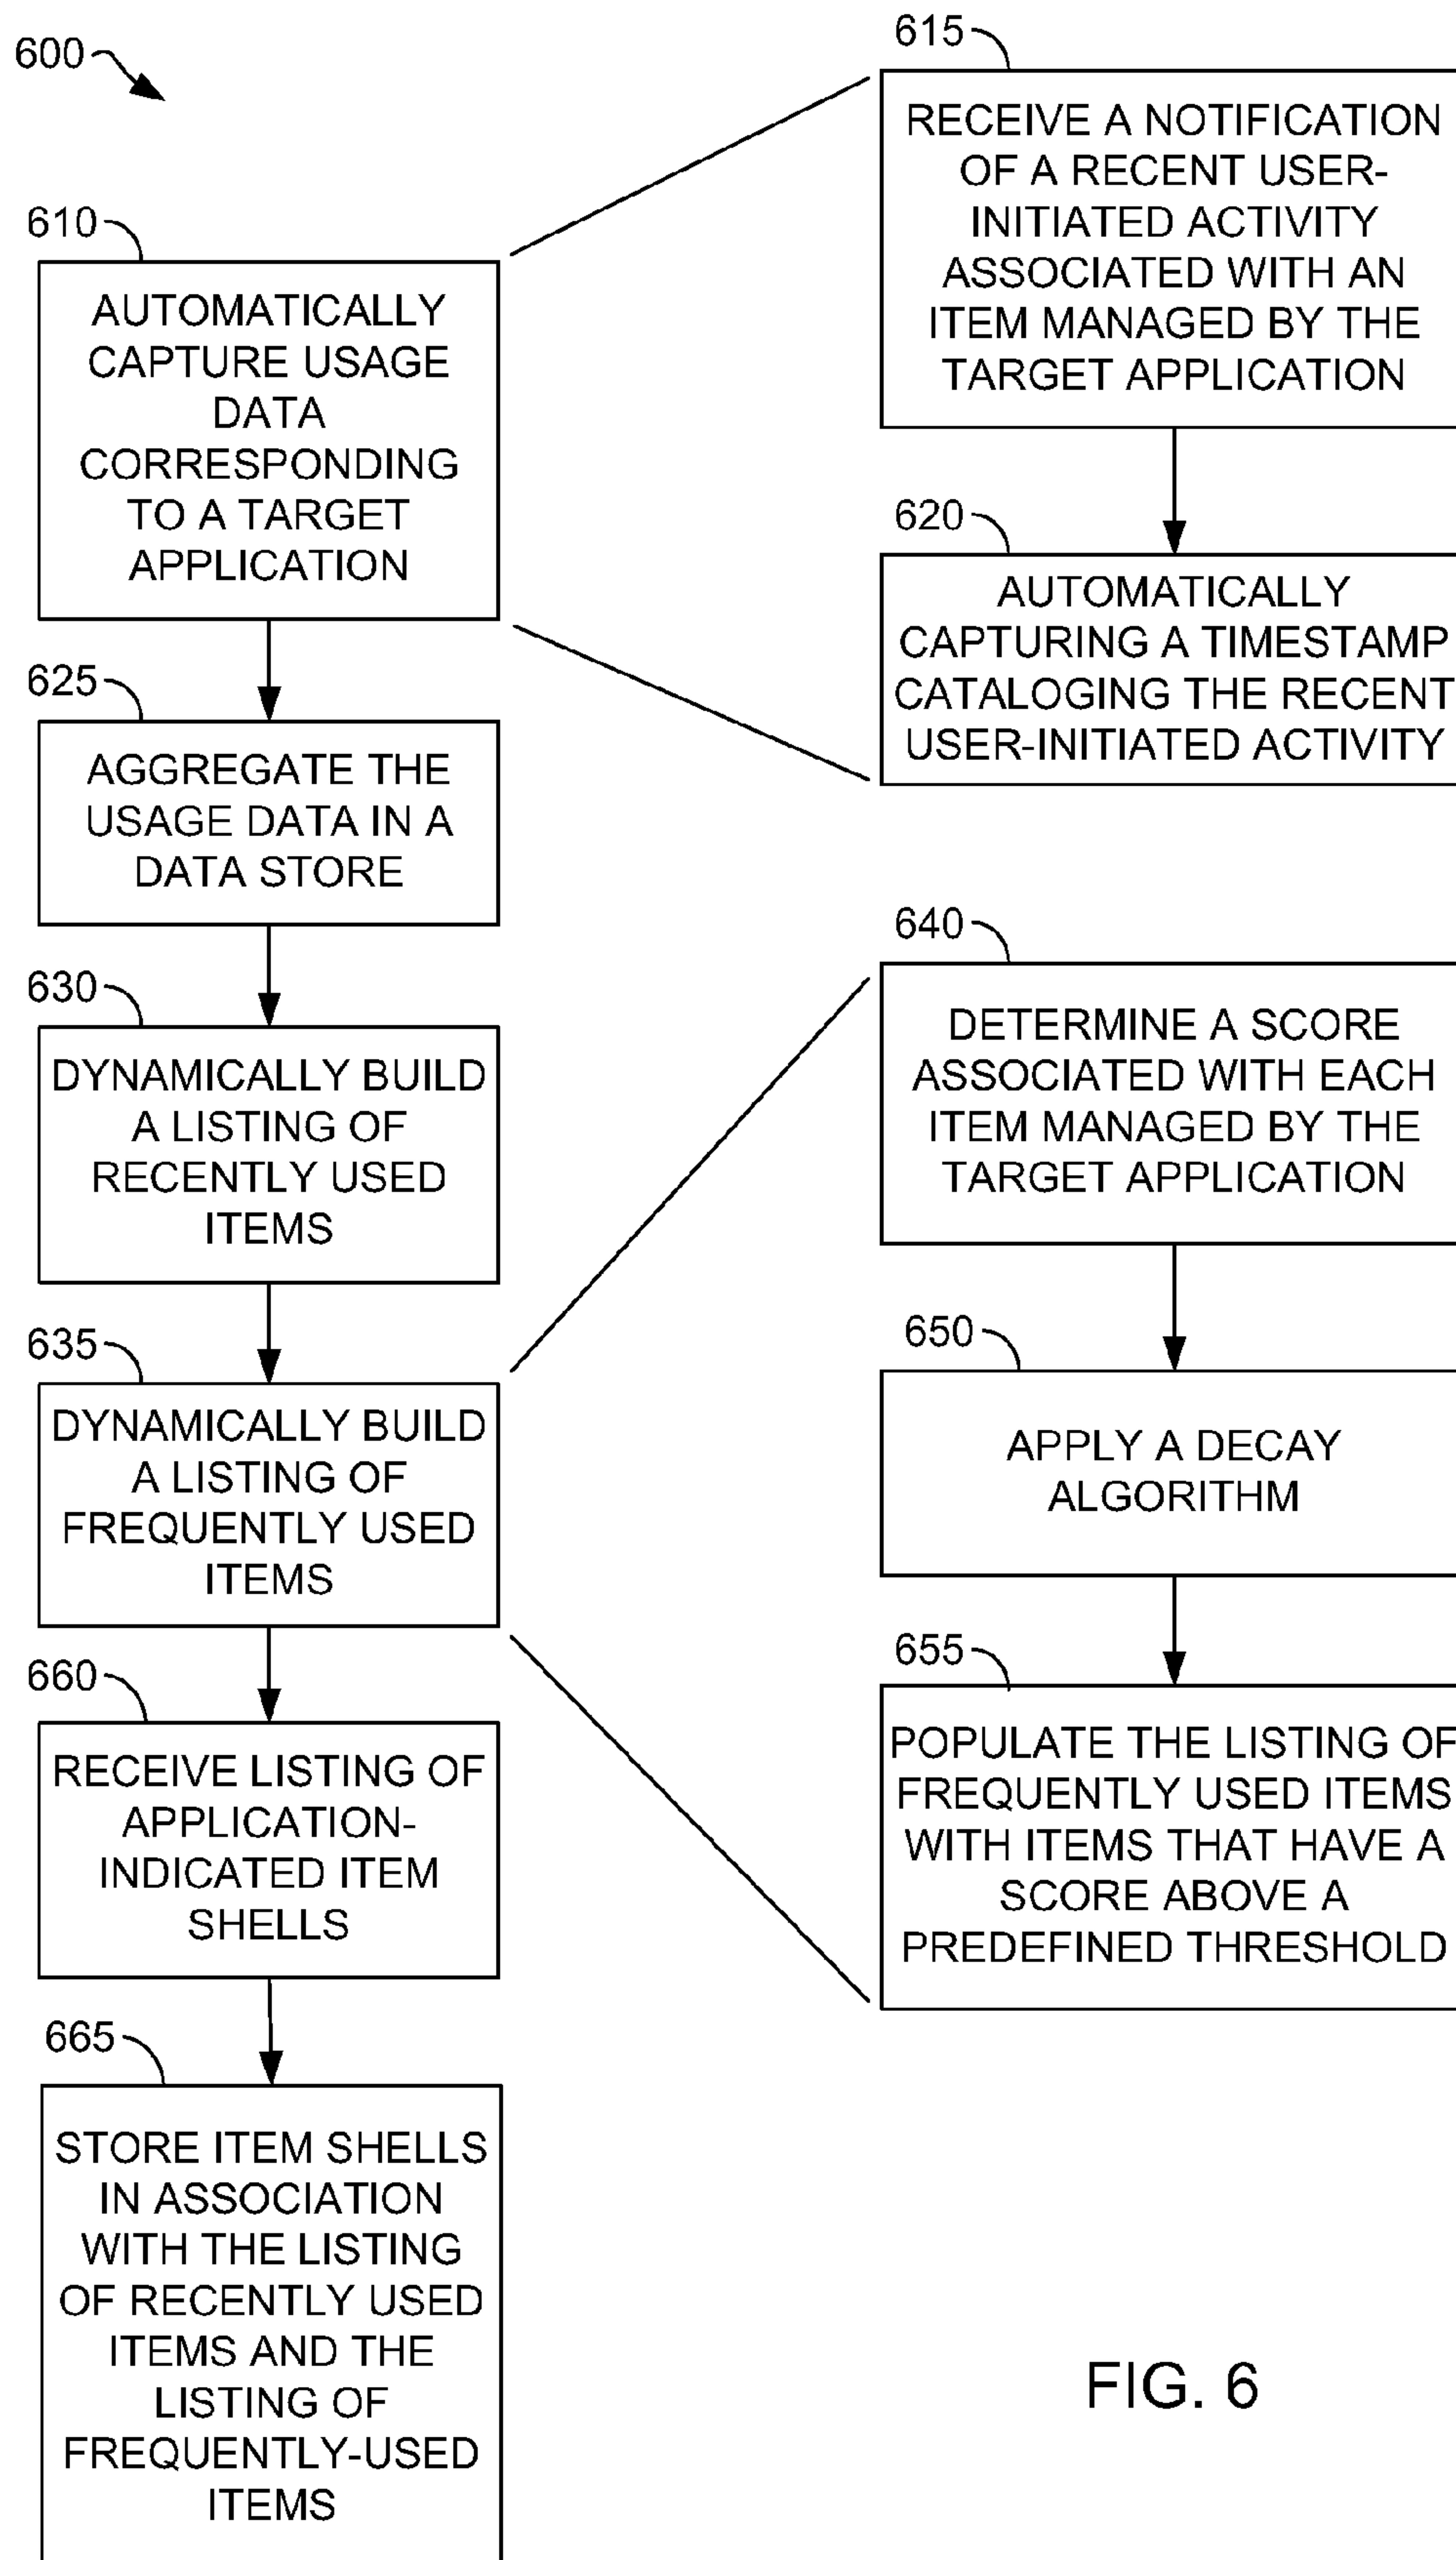 600
610
AUTOMATICALLY
CAPTURE USAGE
DATA
CORRESPONDING
TO A TARGET
APPLICATION
615
RECEIVE A NOTIFICATION
OF A RECENT USER-
INITIATED ACTIVITY
ASSOCIATED WITH AN
ITEM MANAGED BY THE
TARGET APPLICATION
620
AUTOMATICALLY
CAPTURING A TIMESTAMP
CATALOGING THE RECENT
USER-INITIATED ACTIVITY
625
AGGREGATE THE
USAGE DATA IN A
DATA STORE
630
DYNAMICALLY BUILD
A LISTING OF
RECENTLY USED
ITEMS
635
DYNAMICALLY BUILD
A LISTING OF
FREQUENTLY USED
ITEMS
640
DETERMINE A SCORE
ASSOCIATED WITH EACH
ITEM MANAGED BY THE
TARGET APPLICATION
650
APPLY A DECAY
ALGORITHM
655
POPULATE THE LISTING OF
FREQUENTLY USED ITEMS
WITH ITEMS THAT HAVE A
SCORE ABOVE A
PREDEFINED THRESHOLD
660
RECEIVE LISTING OF
APPLICATION-
INDICATED ITEM
SHELLS
665
STORE ITEM SHELLS
IN ASSOCIATION
WITH THE LISTING
OF RECENTLY USED
ITEMS AND THE
LISTING OF
FREQUENTLY-USED
ITEMS
FIG. 6